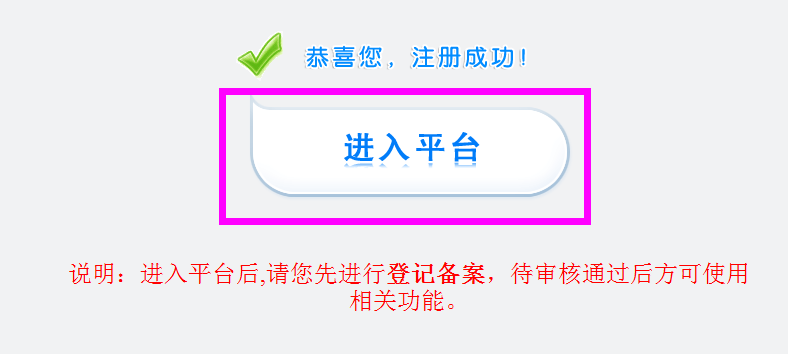 恭喜您，注册成功！
进入平台
说明：进入平台后,请您先进行登记备案，待审核通过后方可使用
相关功能。